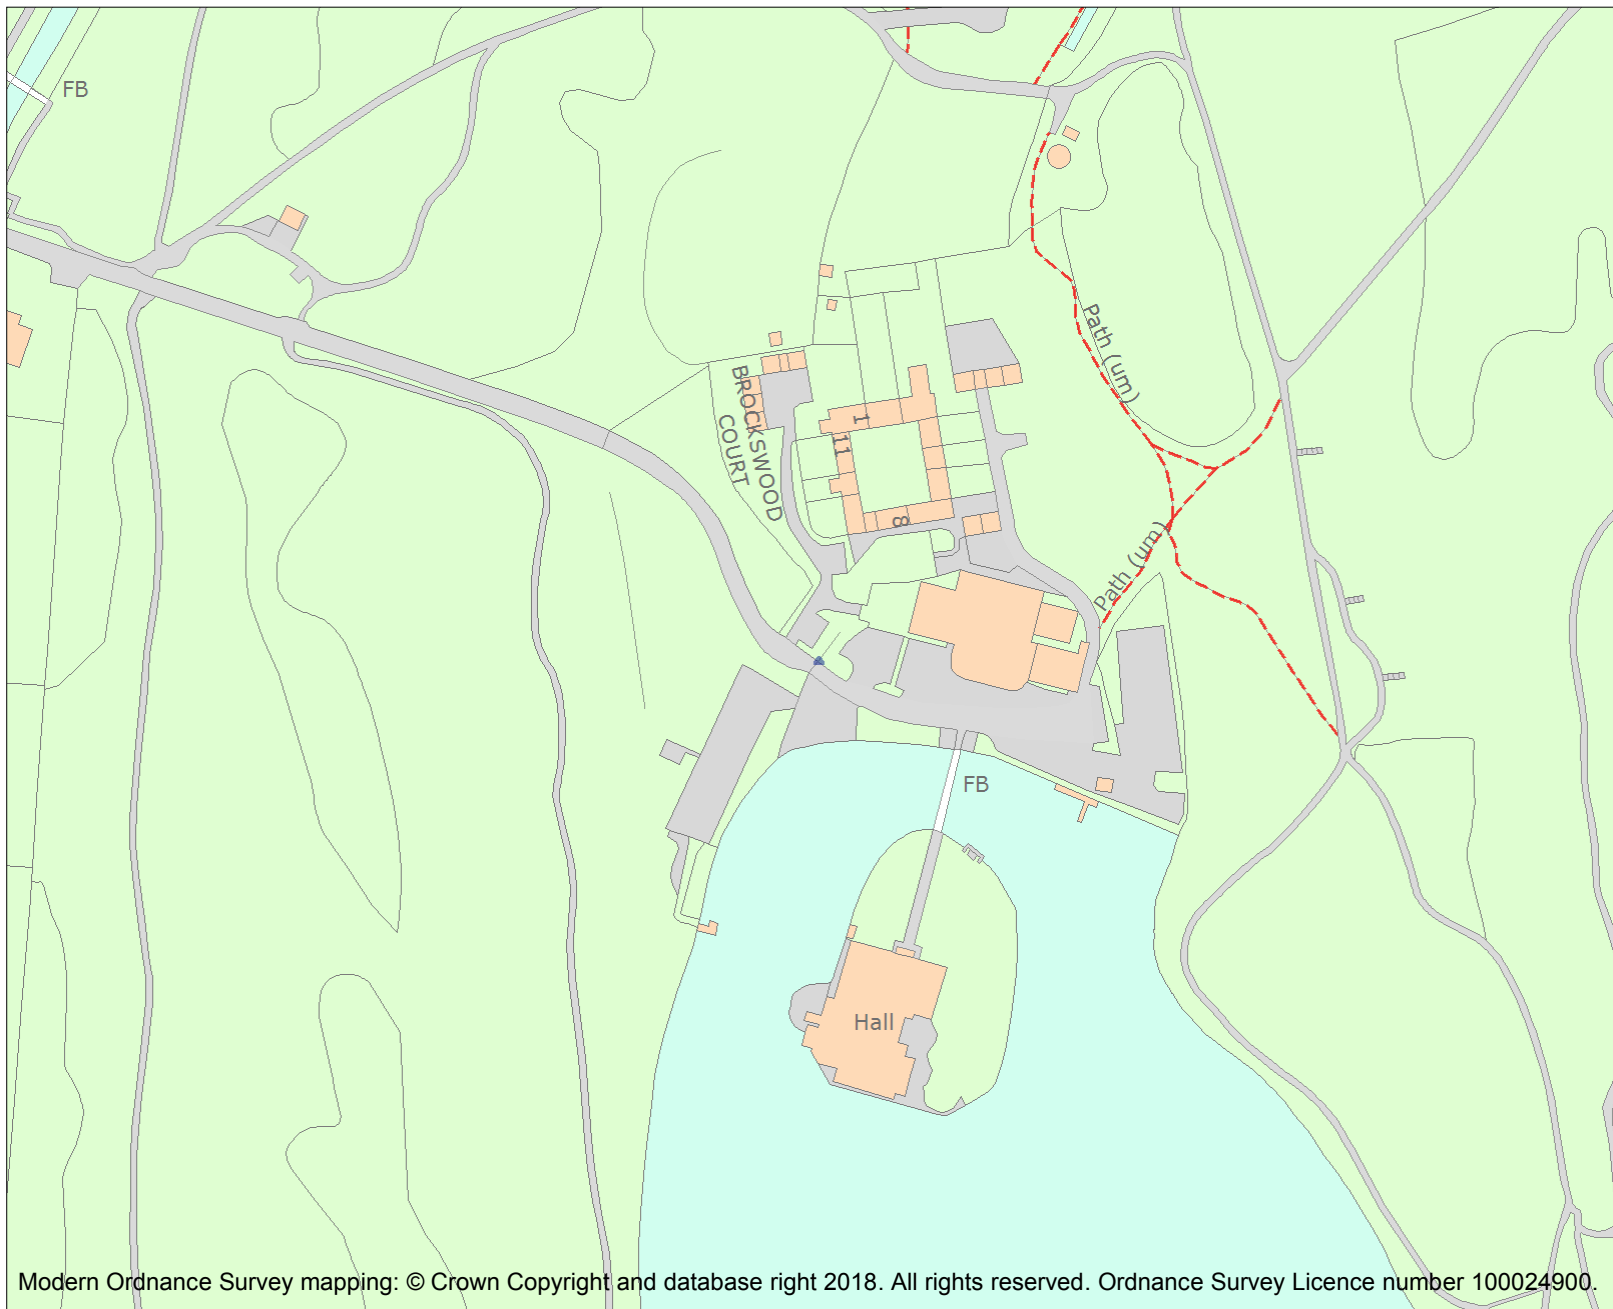 FB
Path (um)
BROCKSWOOD
COURT
1
11
8
Path (um)
FB
Hall
Modern Ordnance Survey mapping: © Crown Copyright and database right 2018. All rights reserved. Ordnance Survey Licence number 100024900.